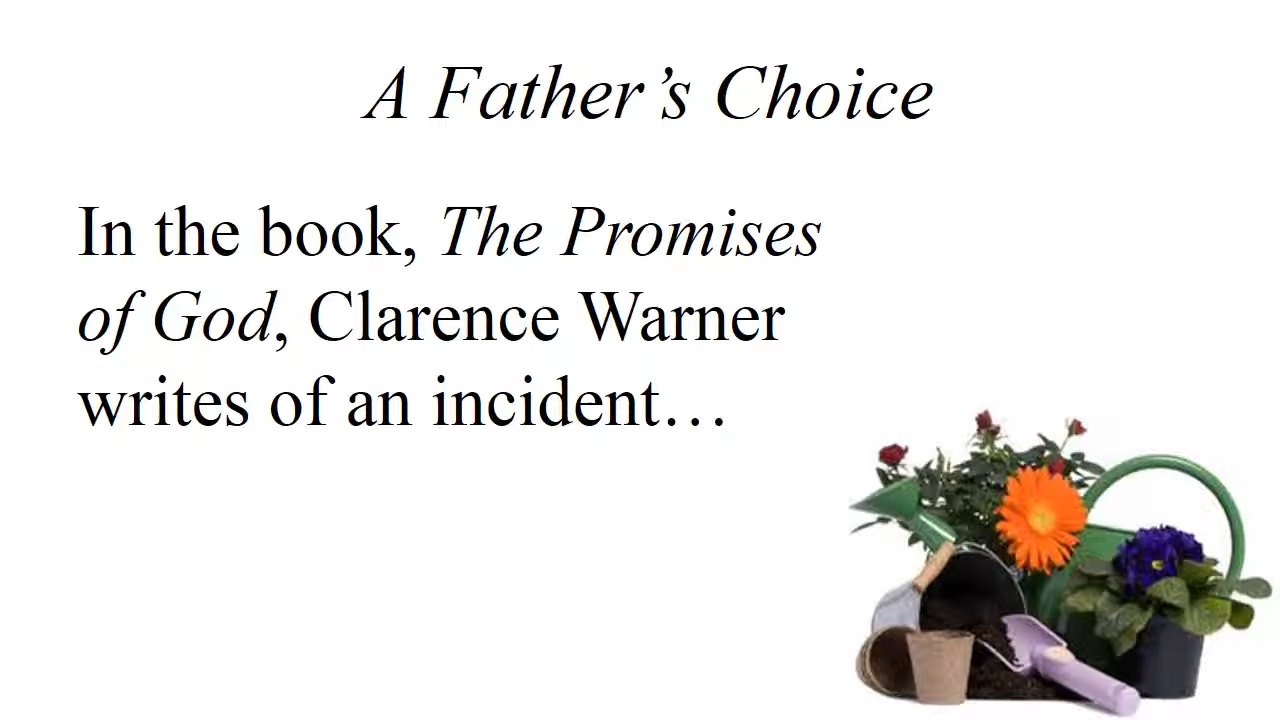 A Father’s Choice
In the book, The Promises
of God, Clarence Warner
writes of an incident…